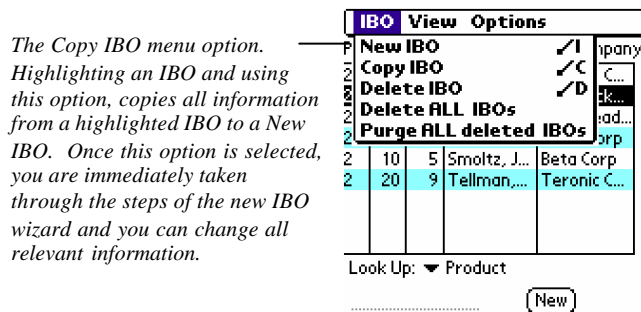 The Copy IBO menu option.
Highlighting an IBO and using
this option, copies all information
from a highlighted IBO to a New
IBO. Once this option is selected,
you are immediately taken
through the steps of the new IBO
wizard and you can change all
relevant information.
IBO View Options
New IBO /I
Copy IBO /C
Delete IBO /D
Delete ALL IBOs
Purge ALL deleted IBOs
P
2
2
2
2 10 5 Smoltz, J... Beta Corp
2 20 9 Tellman,... Teronic C...
C...
Look Up: Product
New